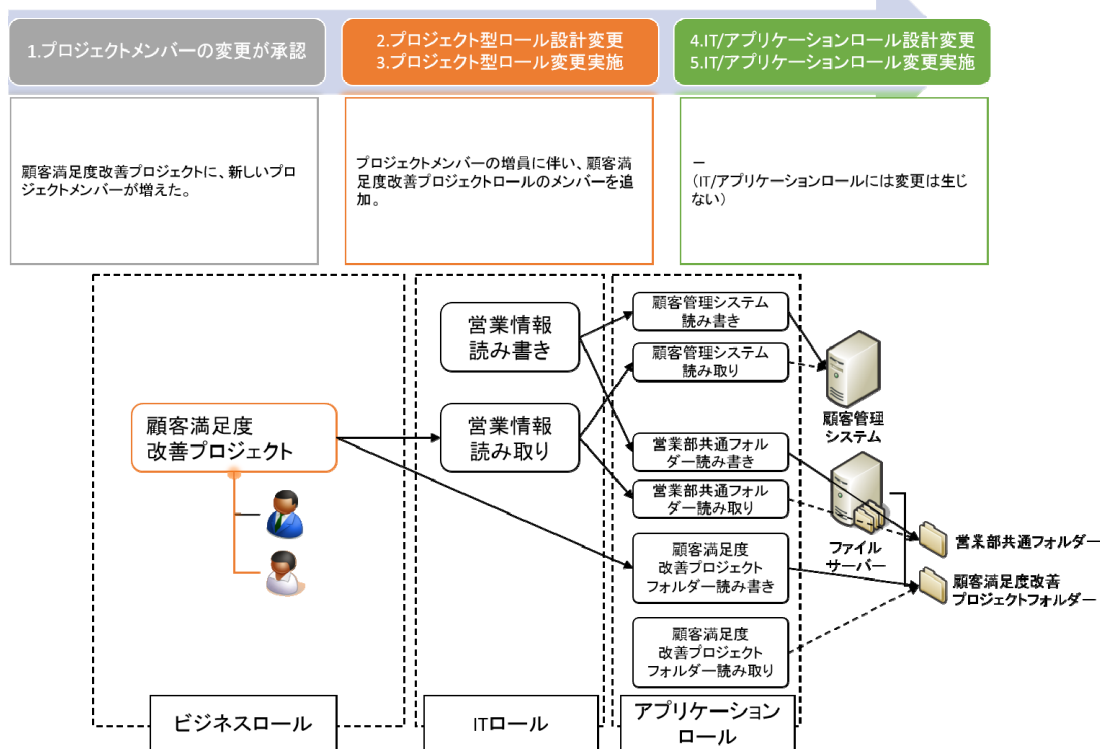 1.プロジェクトメンバーの変更が承認
2.プロジェクト型ロール設計変更
3.プロジェクト型ロール変更実施
4.IT/アプリケーションロール設計変更
5.IT/アプリケーションロール変更実施
顧客満足度改善プロジェクトに、新しいプロ
ジェクトメンバーが増えた。
プロジェクトメンバーの増員に伴い、顧客満
足度改善プロジェクトロールのメンバーを追
加。
－
（IT/アプリケーションロールには変更は生じ
ない）
顧客満足度
改善プロジェクト
営業情報
読み書き
営業情報
読み取り
顧客管理システム
読み書き
顧客管理システム
読み取り
営業部共通フォル
ダー読み書き
営業部共通フォル
ダー読み取り
顧客満足度
改善プロジェクト
フォルダー読み書き
顧客満足度
改善プロジェクト
フォルダー読み取り
顧客管理
システム
ファイル
サーバー
営業部共通フォルダー
顧客満足度改善
プロジェクトフォルダー
ビジネスロール
ITロール
アプリケーション
ロール